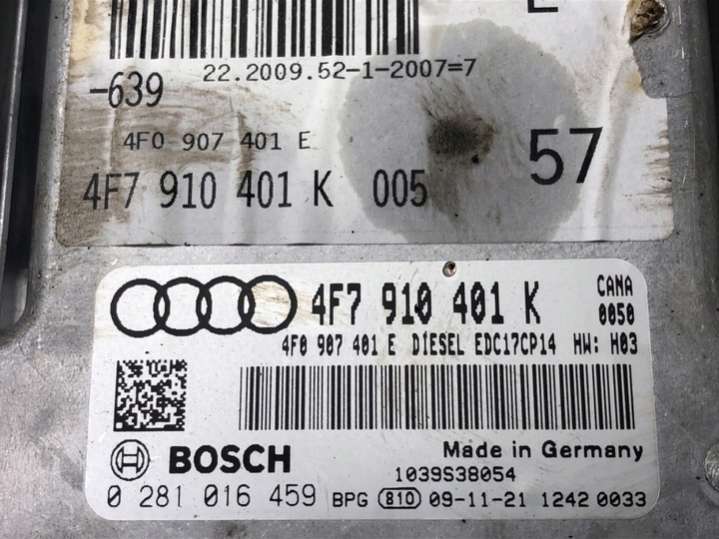 22.2009.52-1-2007=7
-639
4F0 907 401 E
57
4F7 910 401 K 005
4F7 910 401 K CANA
0050
4F0 907 401 E DIESEL EDC17CP14 HW: H03
BOSCH Made in Germany
1039S38054
0 281 016 459 BPG 810 09-11-21 1242 0033